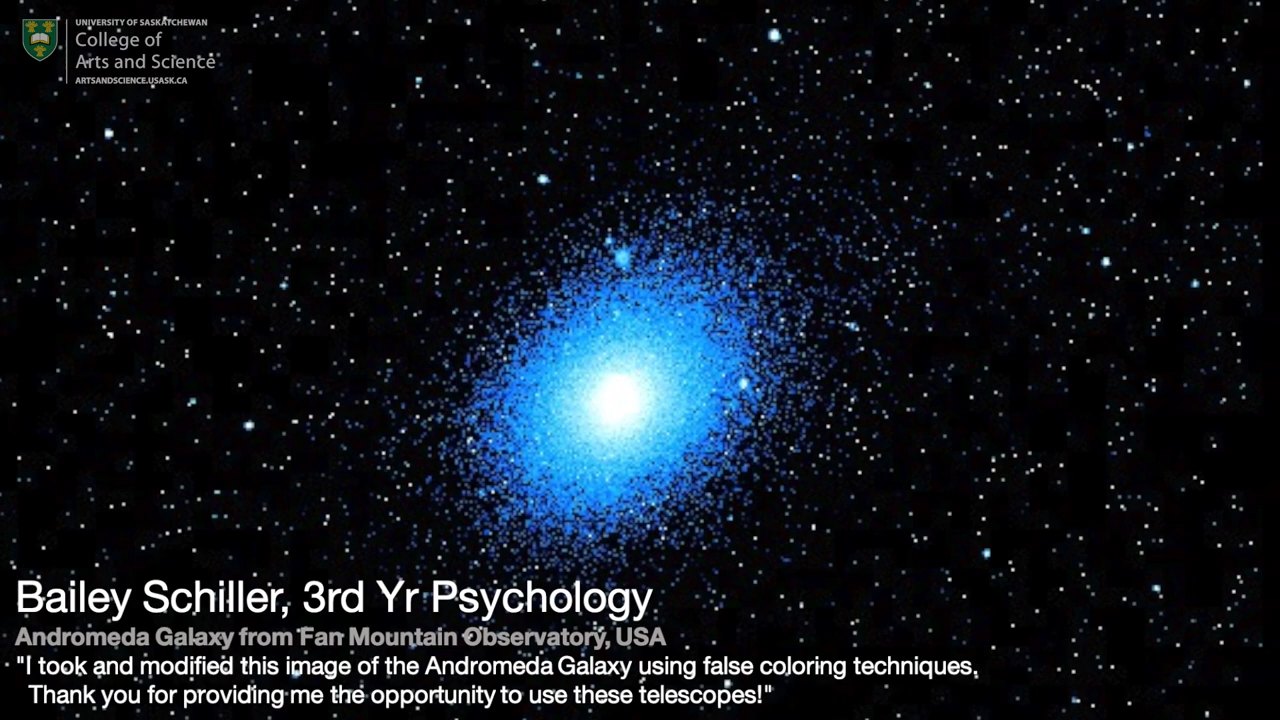 UNIVERSITY OF SASKATCHEWAN
College of
Arts and Science
ARTSANDSCIENCE.USASK.CA
Bailey Schiller, 3rd Yr Psychology
Andromeda Galaxy from Fan Mountain Observatory, USA
"I took and modified this image of the Andromeda Galaxy using false coloring techniques.
Thank you for providing me the opportunity to use these telescopes!"